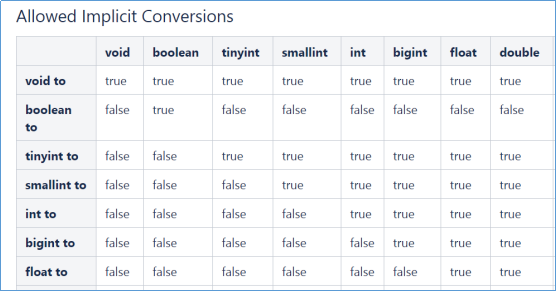 Allowed Implicit Conversions
void boolean tinyint smallint int bigint float double
void to true true true true true true true true
boolean
to false true false false false false false false
tinyint to false false true true true true true true
smallint to false false false true true true true true
int to false false false false true true true true
bigint to false false false false false true true true
float to false false false false false false true true